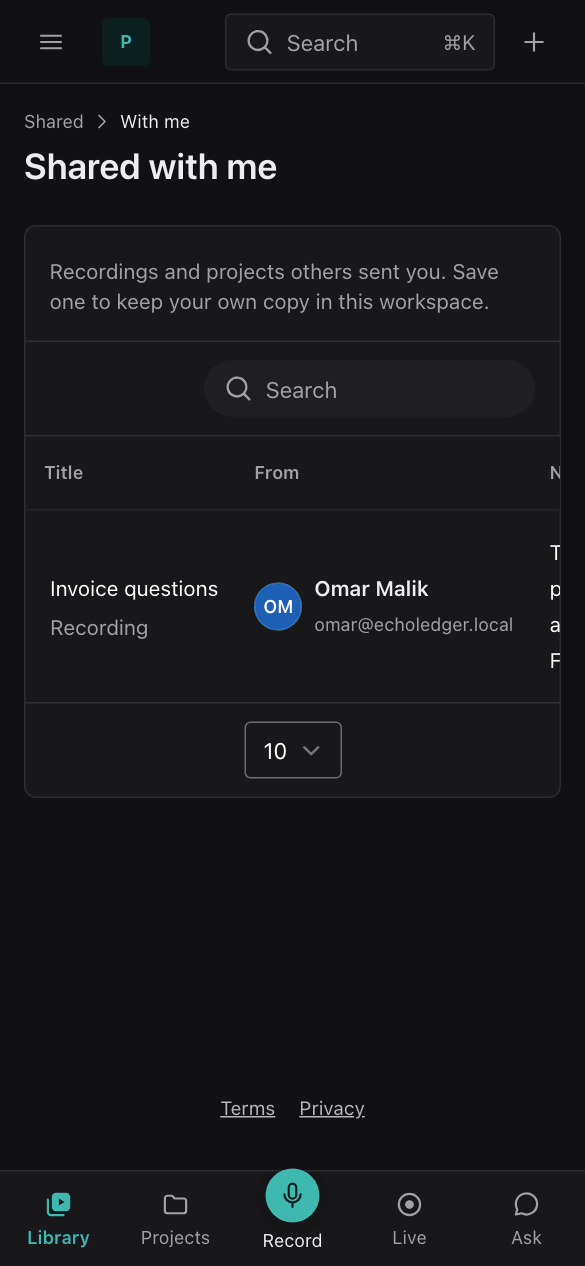 P
Search ⌘K
Shared With me
Shared with me
Recordings and projects others sent you. Save
one to keep your own copy in this workspace.
Search
Title From
Invoice questions
Recording
OM
Omar Malik
omar@echoledger.local
10
Terms Privacy
Library Projects Record Live Ask